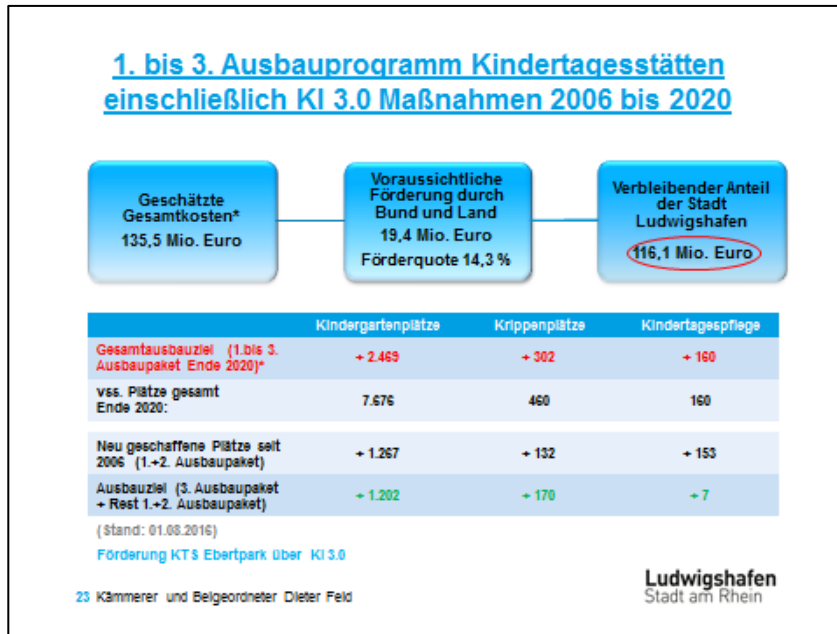 1. bis 3. Ausbauprogramm Kindertagesstätten
einschließlich KI 3.0 Maßnahmen 2006 bis 2020
Geschätzte
Gesamtkosten*
135,5 Mio. Euro
Voraussichtliche
Förderung durch
Bund und Land
19,4 Mio. Euro
Förderquote 14,3 %
Verbleibender Anteil
der Stadt
Ludwigshafen
116,1 Mio. Euro
Kindergartenplätze Krippenplätze Kindertagespflege
Gesamtausbauziel (1.bis 3.
Ausbaupaket Ende 2020)* + 2.469 + 302 + 160
vss. Plätze gesamt
Ende 2020: 7.676 460 160
Neu geschaffene Plätze seit
2006 (1.+2. Ausbaupaket) + 1.267 + 132 + 153
Ausbauziel (3. Ausbaupaket
+ Rest 1.+2. Ausbaupaket) + 1.202 + 170 + 7
(Stand: 01.08.2016)
Förderung KTS Ebertpark über KI 3.0
23 Kämmerer und Beigeordneter Dieter Feld
Ludwigshafen
Stadt am Rhein